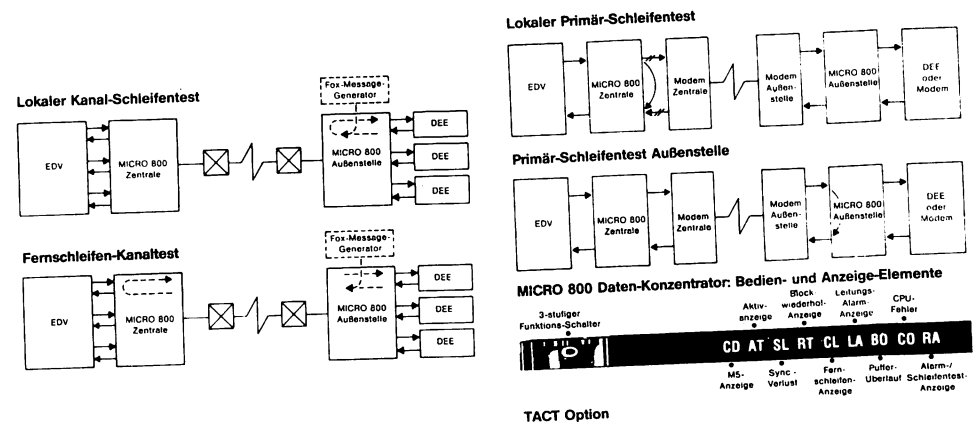 Lokaler Kanal-Schleifentest
Fox-Message-
Generator
EDV
MICRO 800
Zentrale
MICRO 800
Außenstelle
DEE
DEE
DEE
Fernschleifen-Kanaltest
Fox-Message-
Generator
EDV
MICRO 800
Zentrale
MICRO 800
Außenstelle
DEE
DEE
DEE
Lokaler Primär-Schleifentest
EDV
MICRO 800
Zentrale
Modem
Zentrale
Modem
Außen-
stelle
MICRO 800
Außenstelle
DEE
oder
Modem
Primär-Schleifentest Außenstelle
EDV
MICRO 800
Zentrale
Modem
Zentrale
Modem
Außen-
stelle
MICRO 800
Außenstelle
DEE
oder
Modem
MICRO 800 Daten-Konzentrator: Bedien- und Anzeige-Elemente
3-stufiger
Funktions-Schalter
Aktiv-
anzeige
Block
wiederhol-
Anzeige
Leitungs-
Alarm-
Anzeige
CPU-
Fehler
CD AT SL RT CL LA BO CO RA
MS-
Anzeige
Sync-
Verlust
Fern-
schleifen-
Anzeige
Puffer-
Überlauf
Alarm-/
Schleifentest-
Anzeige
TACT Option